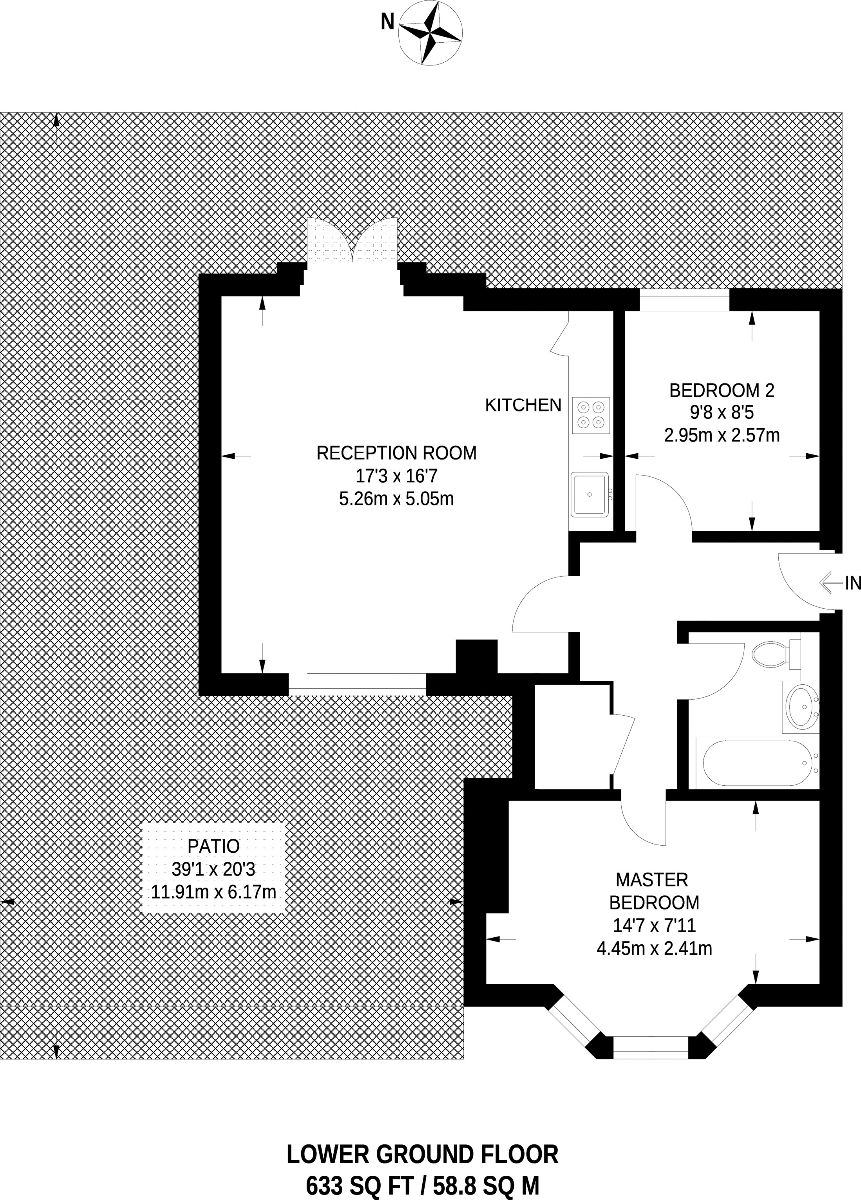 N
KITCHEN
BEDROOM 2
9'8 x 8'5
2.95m x 2.57m
RECEPTION ROOM
17'3 x 16'7
5.26m x 5.05m
IN
PATIO
39'1 x 20'3
11.91m x 6.17m
MASTER
BEDROOM
14'7 x 7'11
4.45m x 2.41m
LOWER GROUND FLOOR
633 SQ FT / 58.8 SQ M